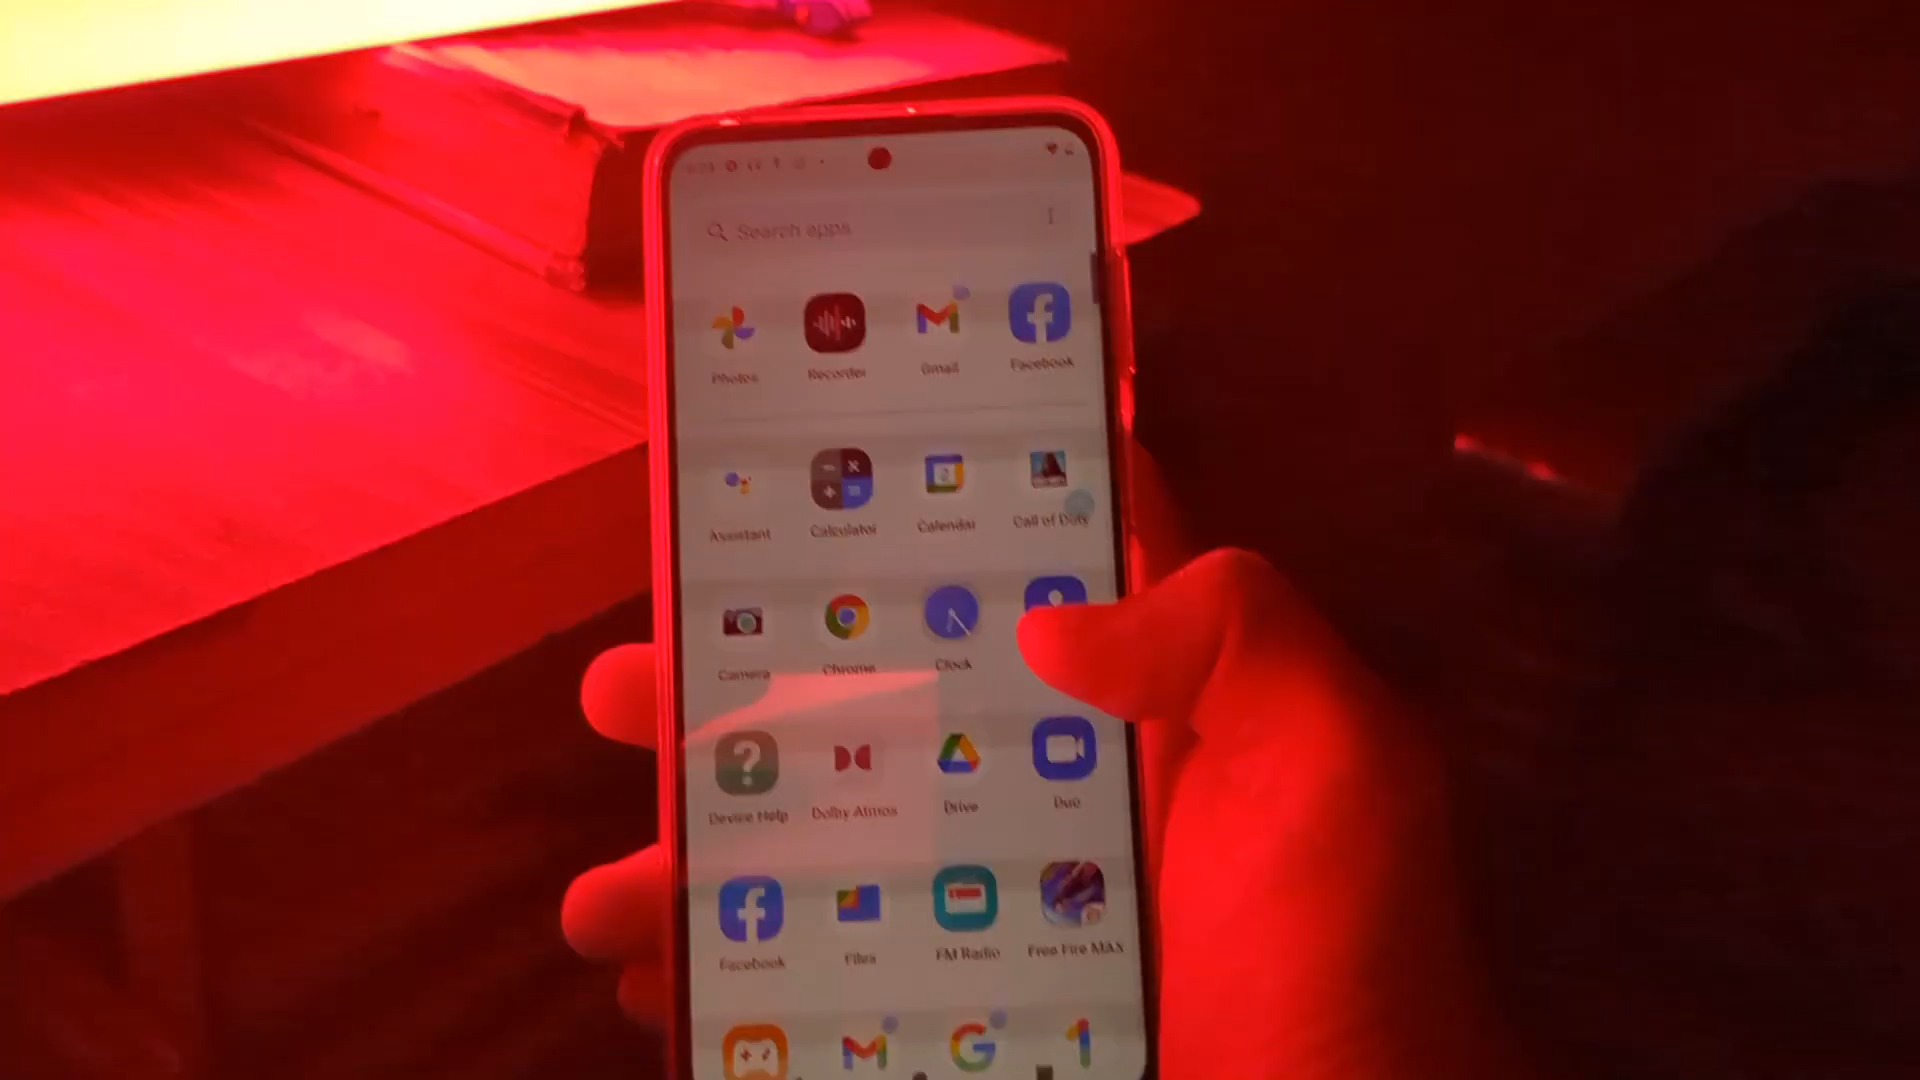 Search apps
Photos Recorder Gmail Facebook
Assistant Calculator Calendar Call of Duty
Camera Chrome Clock
Device Help Dolby Atmos Drive Duo
Facebook Files FM Radio Free Fire MAX